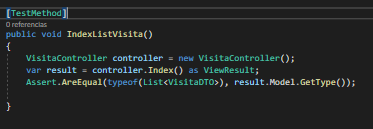 [TestMethod]
0 referencias
public void IndexListVisita()
{
VisitaController controller = new VisitaController();
var result = controller.Index() as ViewResult;
Assert.AreEqual(typeof(List<VisitaDTO>), result.Model.GetType());
}